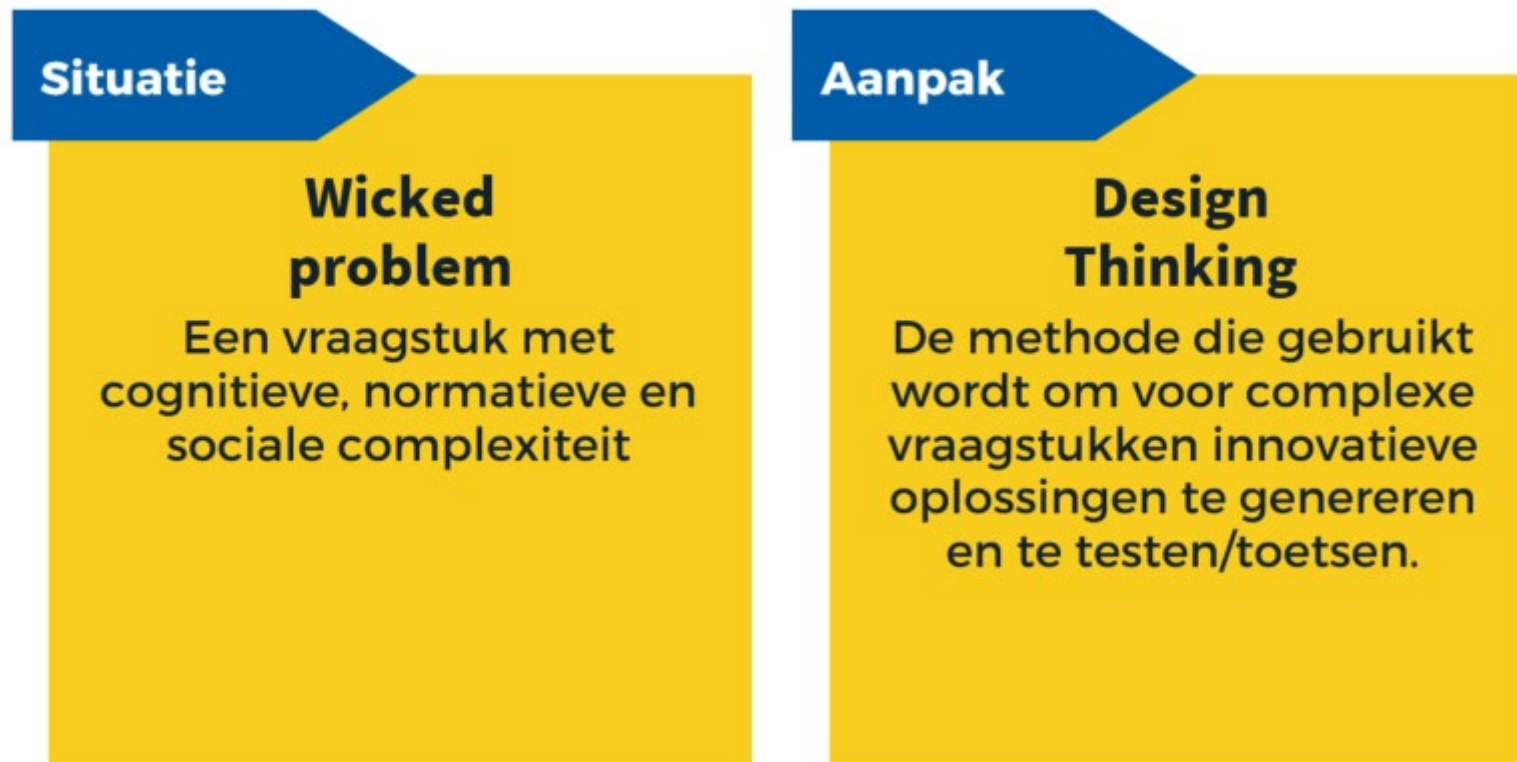 Situatie
Wicked
problem
Een vraagstuk met
cognitieve, normatieve en
sociale complexiteit
Aanpak
Design
Thinking
De methode die gebruikt
wordt om voor complexe
vraagstukken innovatieve
oplossingen te genereren
en te testen/toetsen.